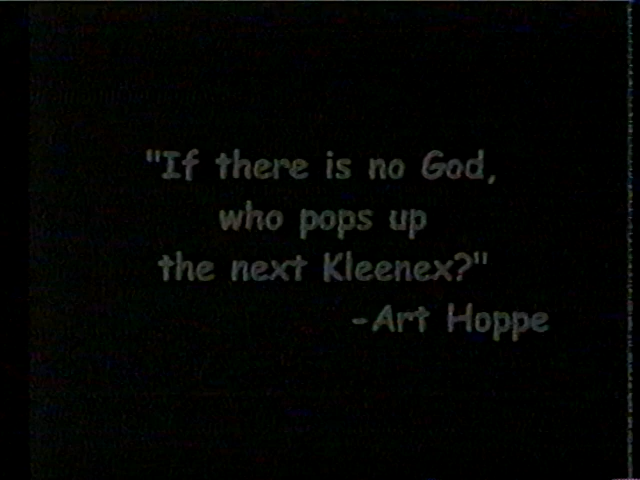 "If there is no God,
who pops up
the next Kleenex?"
-Art Hoppe